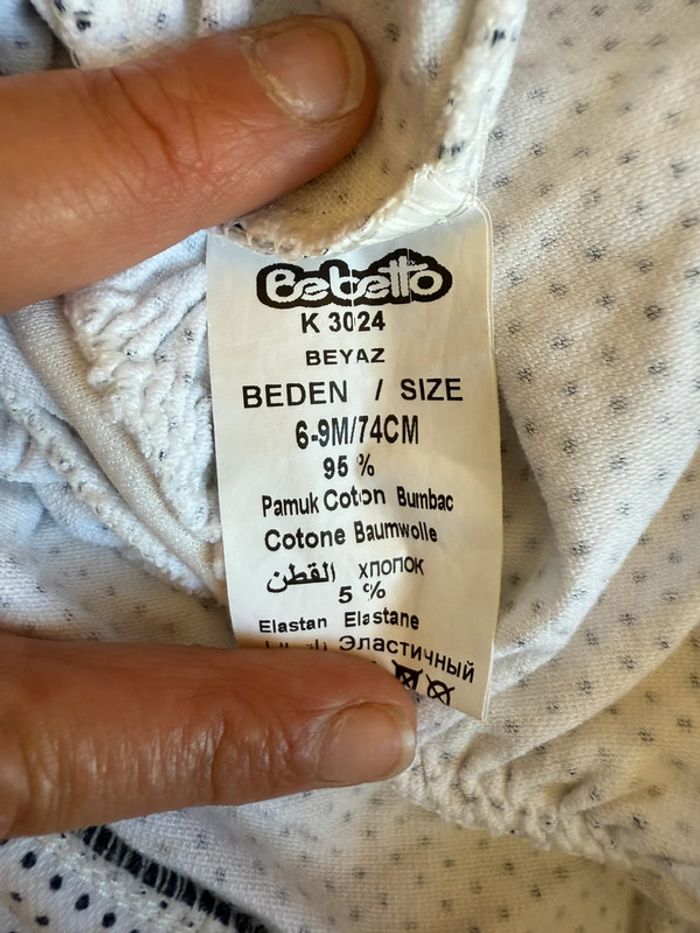 Bebetto
K 3024
BEYAZ
BEDEN / SIZE
6-9M/74CM
95 %
Pamuk Coton Bumbac
Cotone Baumwolle
القطن хлопок
5 %
Elastan Elastane
Эластичный